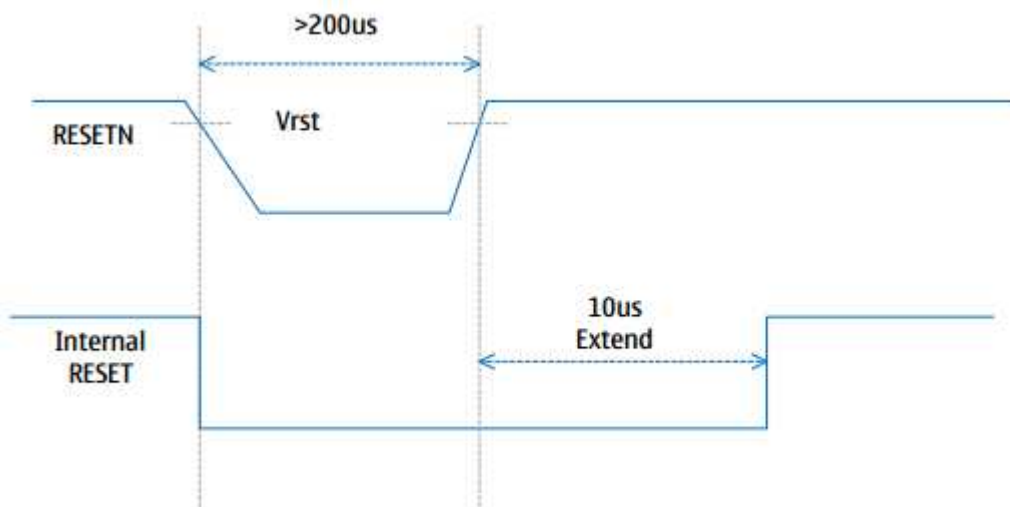 >200us
Vrst
RESETN
10us
Extend
Internal
RESET